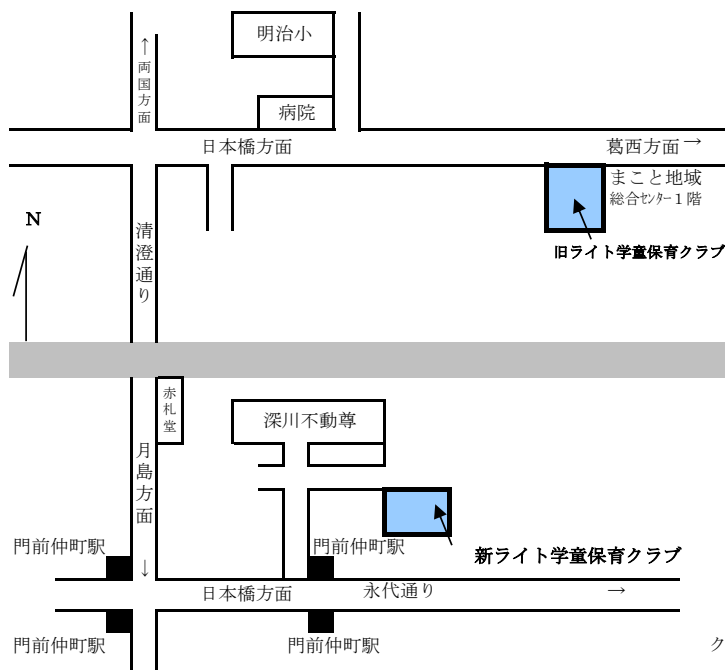 明治小
↑両国方面
病院
日本橋方面
葛西方面→
まこと地域
総合センター1階
N
清澄通り
旧ライト学童保育クラブ
赤札堂
深川不動尊
月島方面↓
門前仲町駅
門前仲町駅
新ライト学童保育クラブ
日本橋方面
永代通り
→
門前仲町駅
門前仲町駅
ク